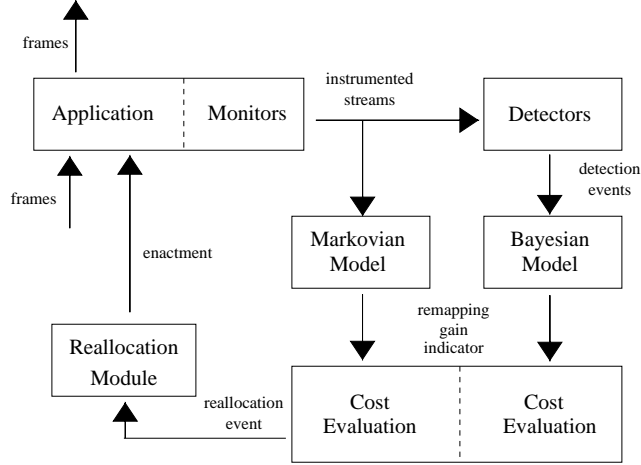 frames
instrumented
streams
Application
Monitors
Detectors
detection
events
frames
enactment
Markovian
Model
Bayesian
Model
remapping
gain
indicator
Reallocation
Module
reallocation
event
Cost
Evaluation
Cost
Evaluation